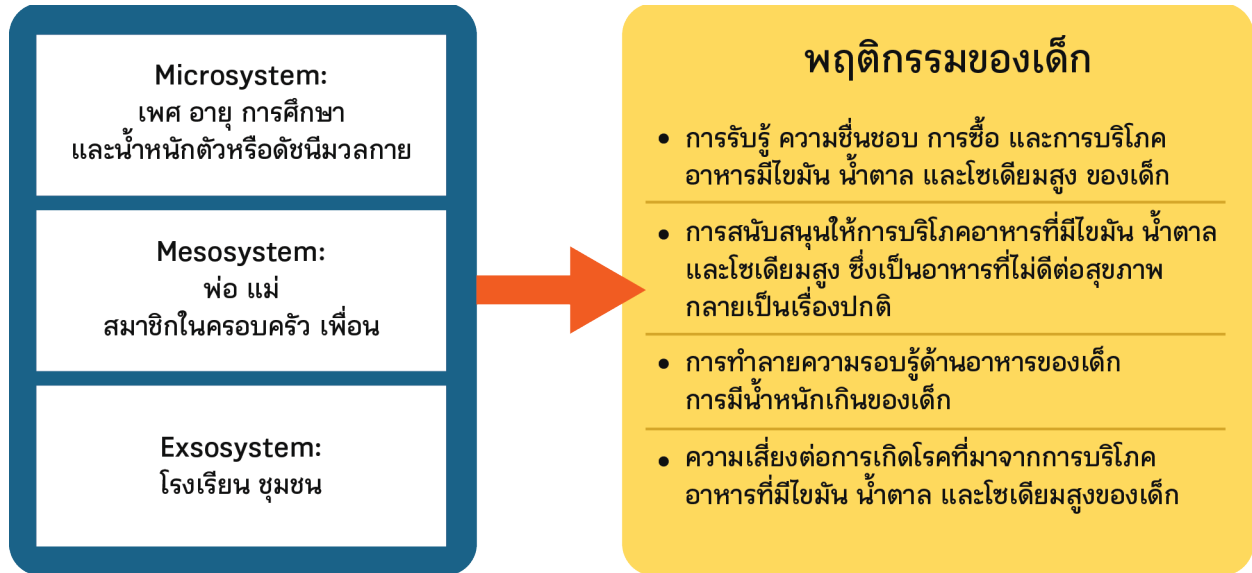 Microsystem:
เพศ อายุ การศึกษา
และน้ำหนักตัวหรือดัชนีมวลกาย
Mesosystem:
พ่อ แม่
สมาชิกในครอบครัว เพื่อน
Exsosystem:
โรงเรียน ชุมชน
พฤติกรรมของเด็ก
• การรับรู้ ความชื่นชอบ การซื้อ และการบริโภค
อาหารมีไขมัน น้ำตาล และโซเดียมสูง ของเด็ก
• การสนับสนุนให้การบริโภคอาหารที่มีไขมัน น้ำตาล
และโซเดียมสูง ซึ่งเป็นอาหารที่ไม่ดีต่อสุขภาพ
กลายเป็นเรื่องปกติ
• การทำลายความรอบรู้ด้านอาหารของเด็ก
การมีน้ำหนักเกินของเด็ก
• ความเสี่ยงต่อการเกิดโรคที่มาจากการบริโภค
อาหารที่มีไขมัน น้ำตาล และโซเดียมสูงของเด็ก